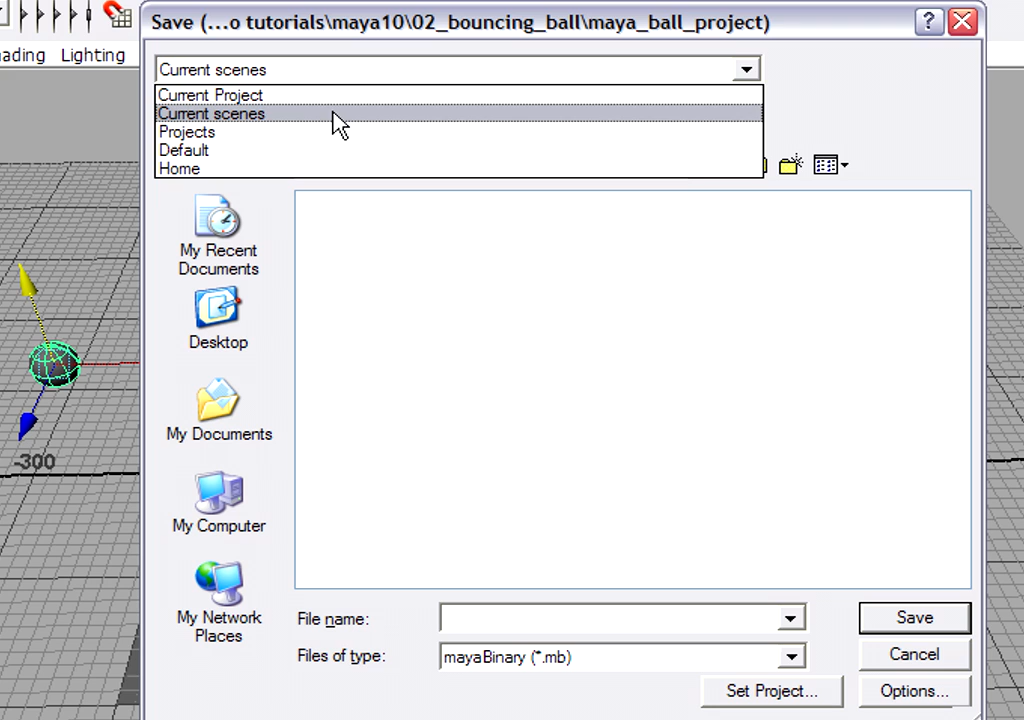 Save (...o tutorials\maya10\02_bouncing_ball\maya_ball_project)
Lighting
Current scenes
Current Project
Current scenes
Projects
Default
Home
My Recent
Documents
Desktop
My Documents
My Computer
My Network
Places
-300
File name:
Save
Files of type:
mayaBinary (*.mb)
Cancel
Set Project...
Options...